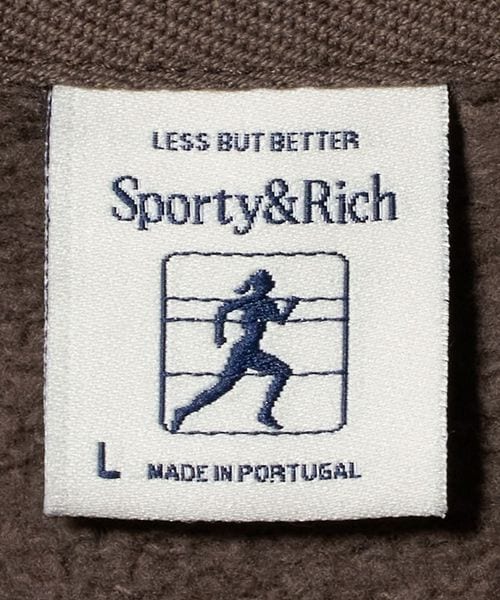 LESS BUT BETTER
Sporty&Rich
L MADE IN PORTUGAL